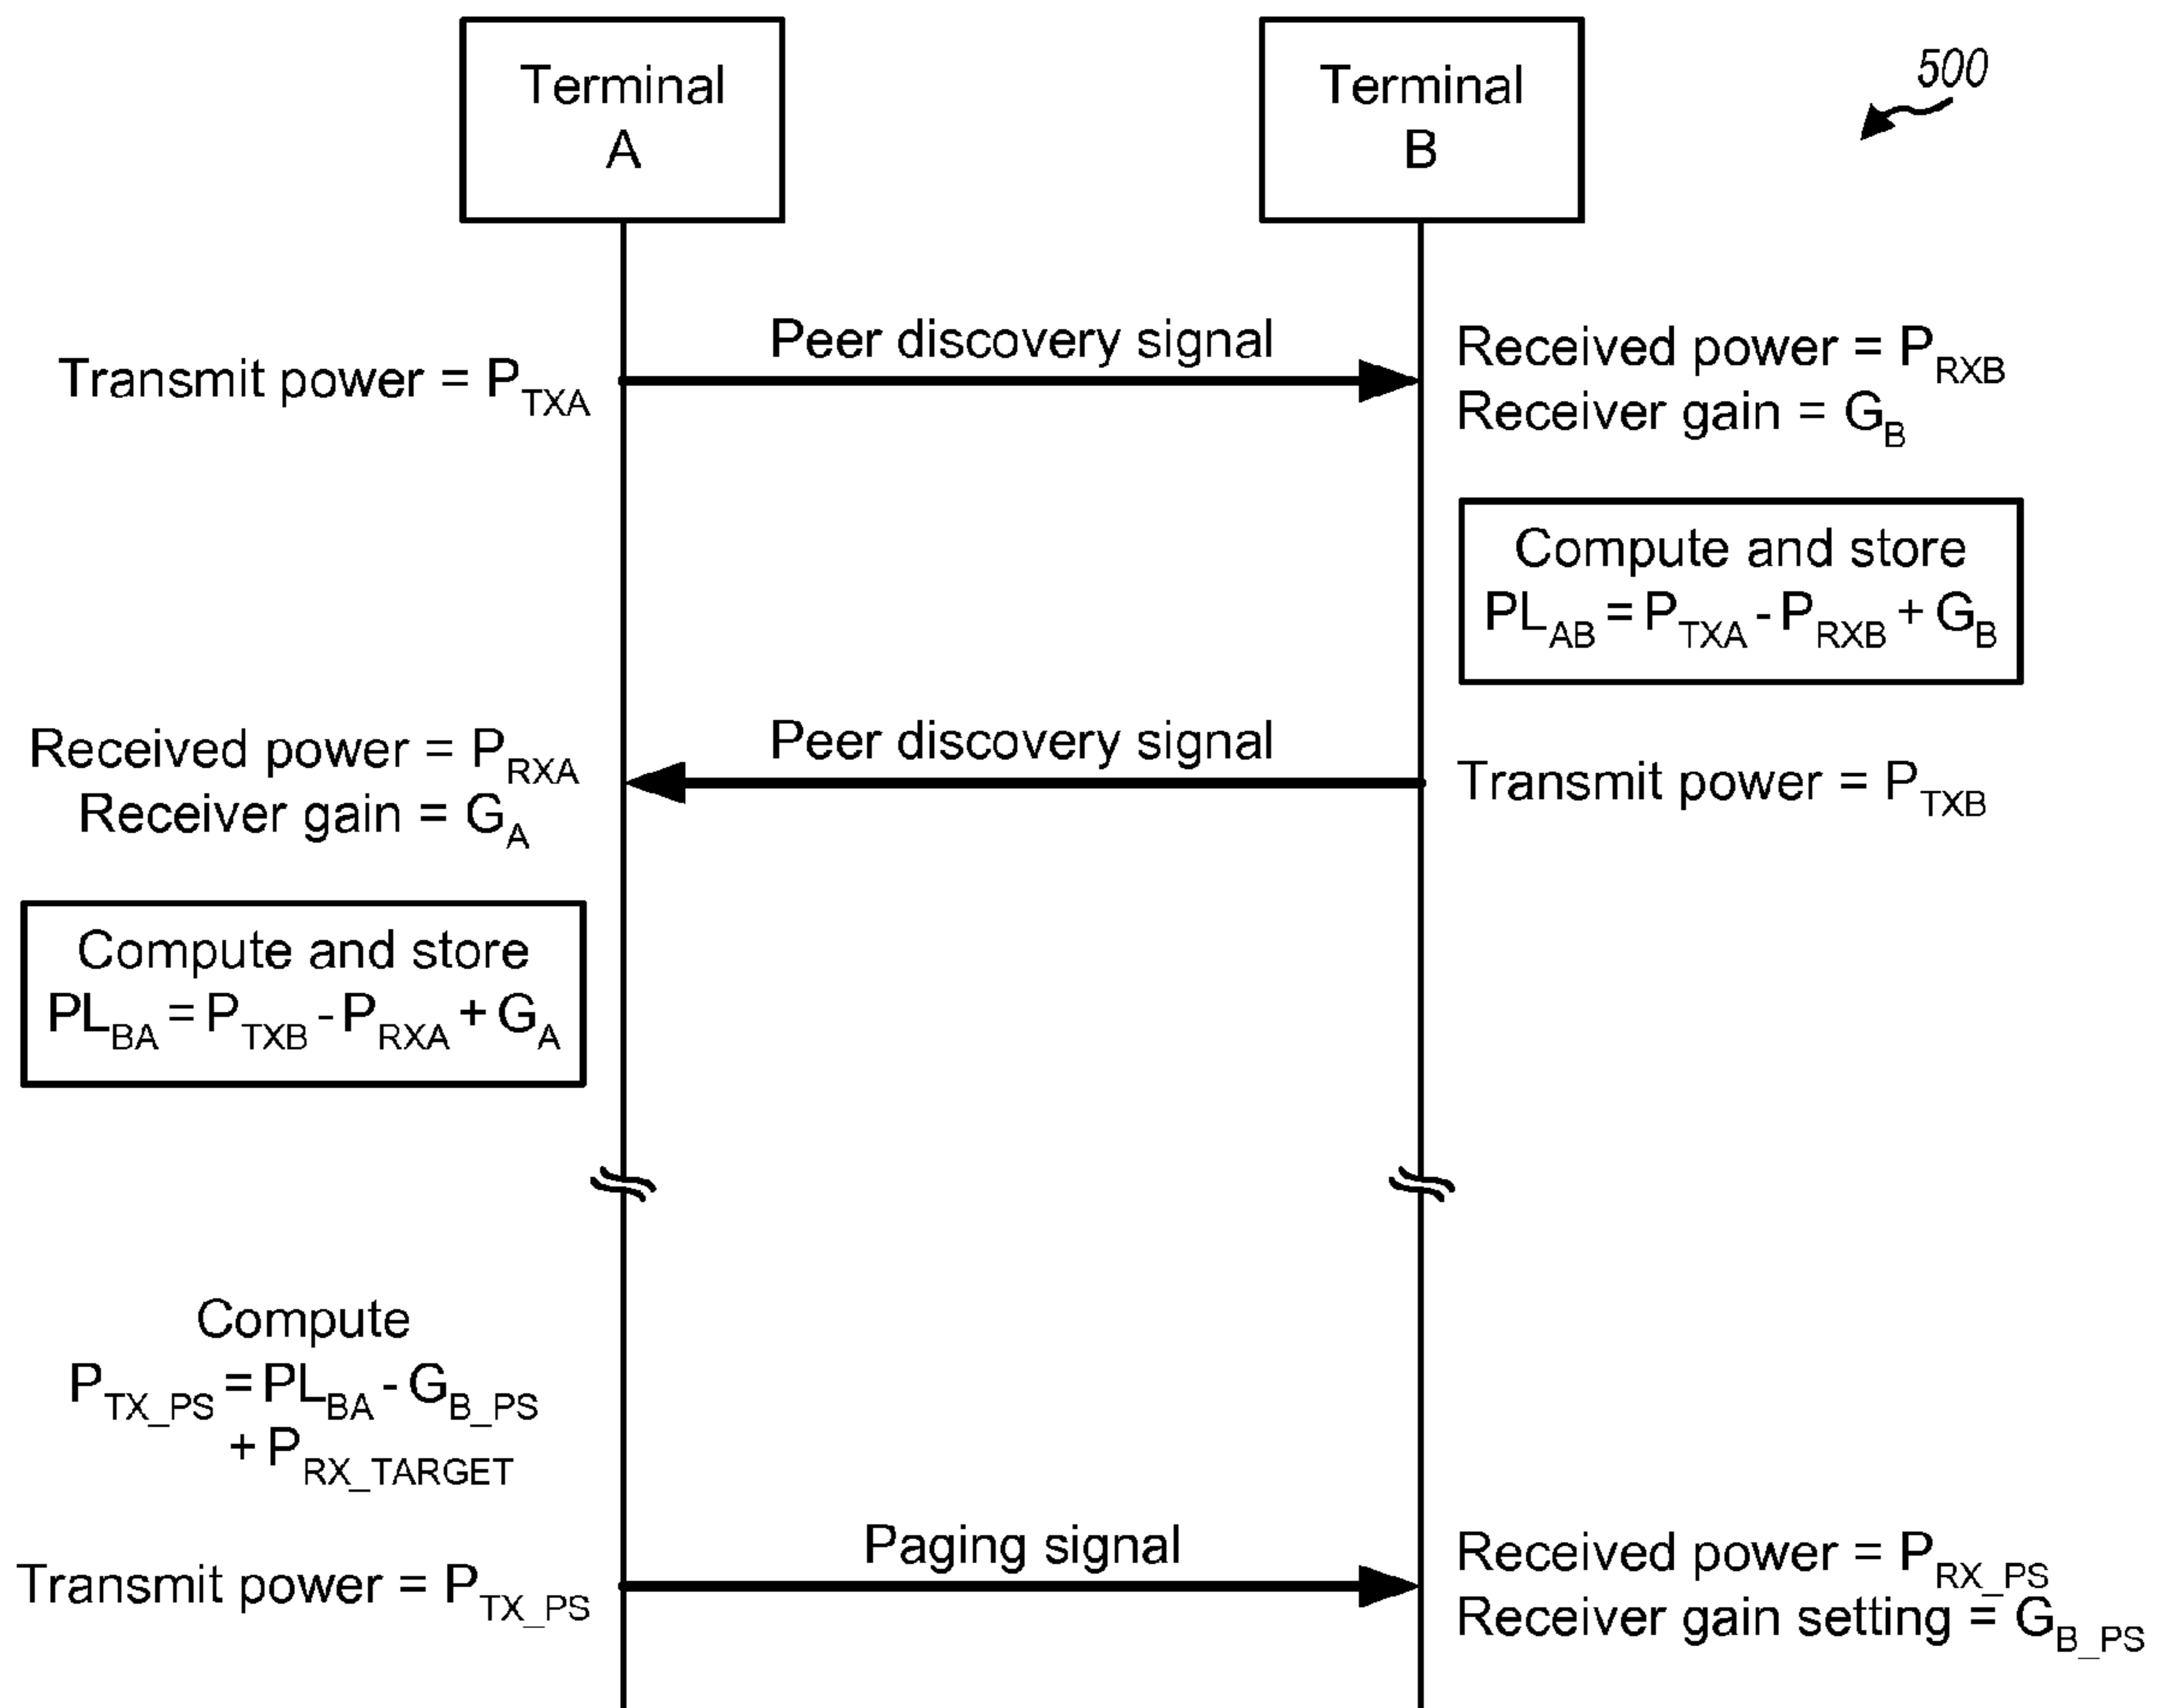 Terminal
A
Terminal
B
500
Peer discovery signal
Transmit power = P_TXA
Received power = P_RXB
Receiver gain = G_B
Compute and store
PL_AB = P_TXA - P_RXB + G_B
Peer discovery signal
Received power = P_RXA
Receiver gain = G_A
Transmit power = P_TXB
Compute and store
PL_BA = P_TXB - P_RXA + G_A
Compute
P_TX_PS = PL_BA - G_B_PS
+ P_RX_TARGET
Paging signal
Transmit power = P_TX_PS
Received power = P_RX_PS
Receiver gain setting = G_B_PS